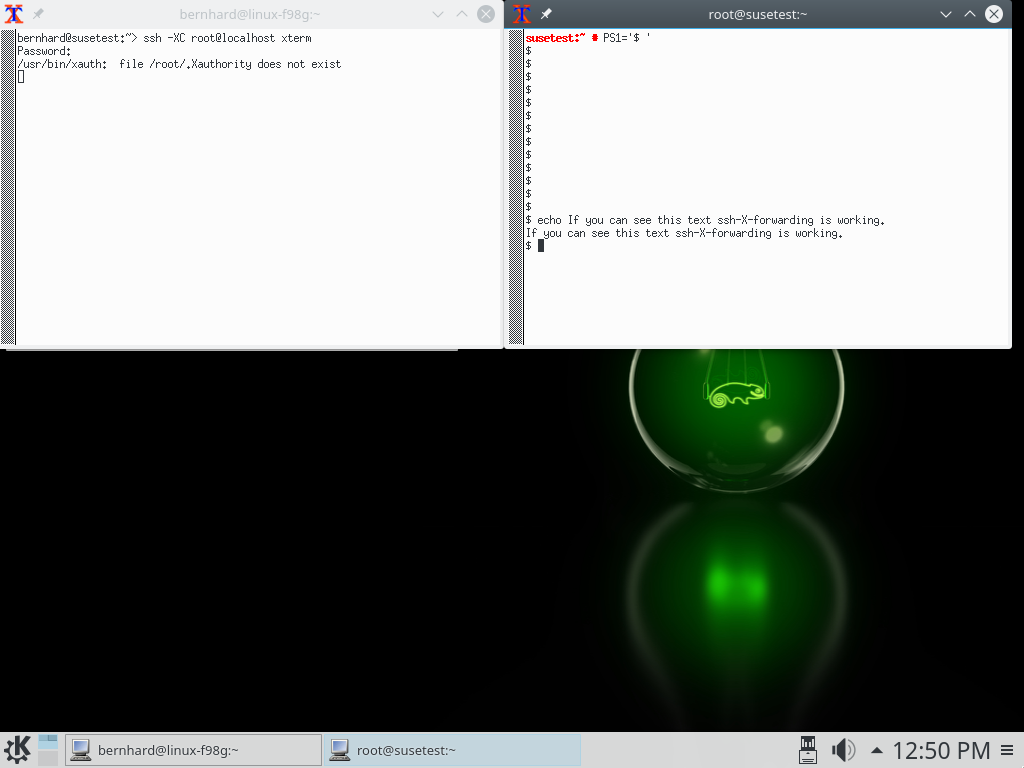 bernhard@linux-f98g:~
bernhard@susetest:~> ssh -XC root@localhost xterm
Password:
/usr/bin/xauth:  file /root/.Xauthority does not exist
root@susetest:~
susetest:~ # PS1='$ '
$
$
$
$
$
$
$
$
$
$
$
$
$
$ echo If you can see this text ssh-X-forwarding is working.
If you can see this text ssh-X-forwarding is working.
$
bernhard@linux-f98g:~
root@susetest:~
12:50 PM